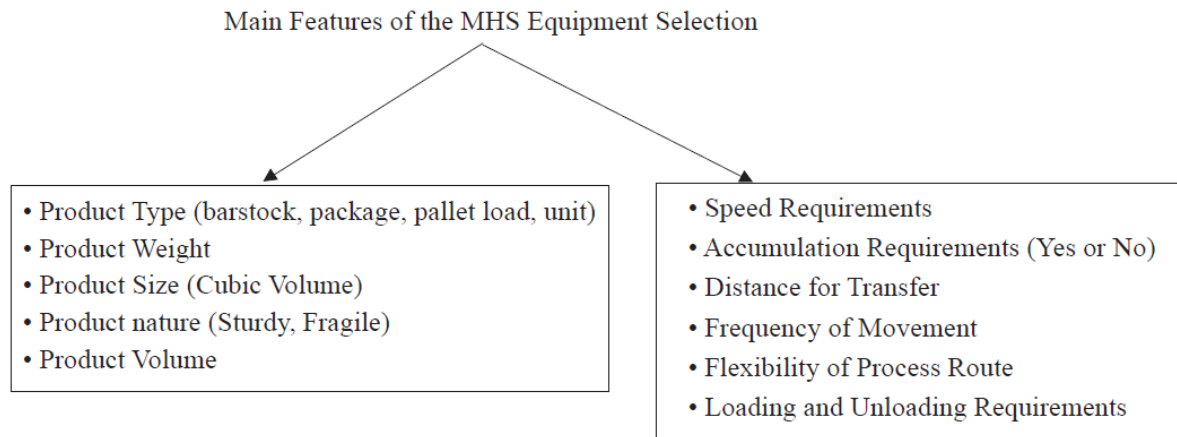 Main Features of the MHS Equipment Selection
• Product Type (barstock, package, pallet load, unit)
• Product Weight
• Product Size (Cubic Volume)
• Product nature (Sturdy, Fragile)
• Product Volume
• Speed Requirements
• Accumulation Requirements (Yes or No)
• Distance for Transfer
• Frequency of Movement
• Flexibility of Process Route
• Loading and Unloading Requirements